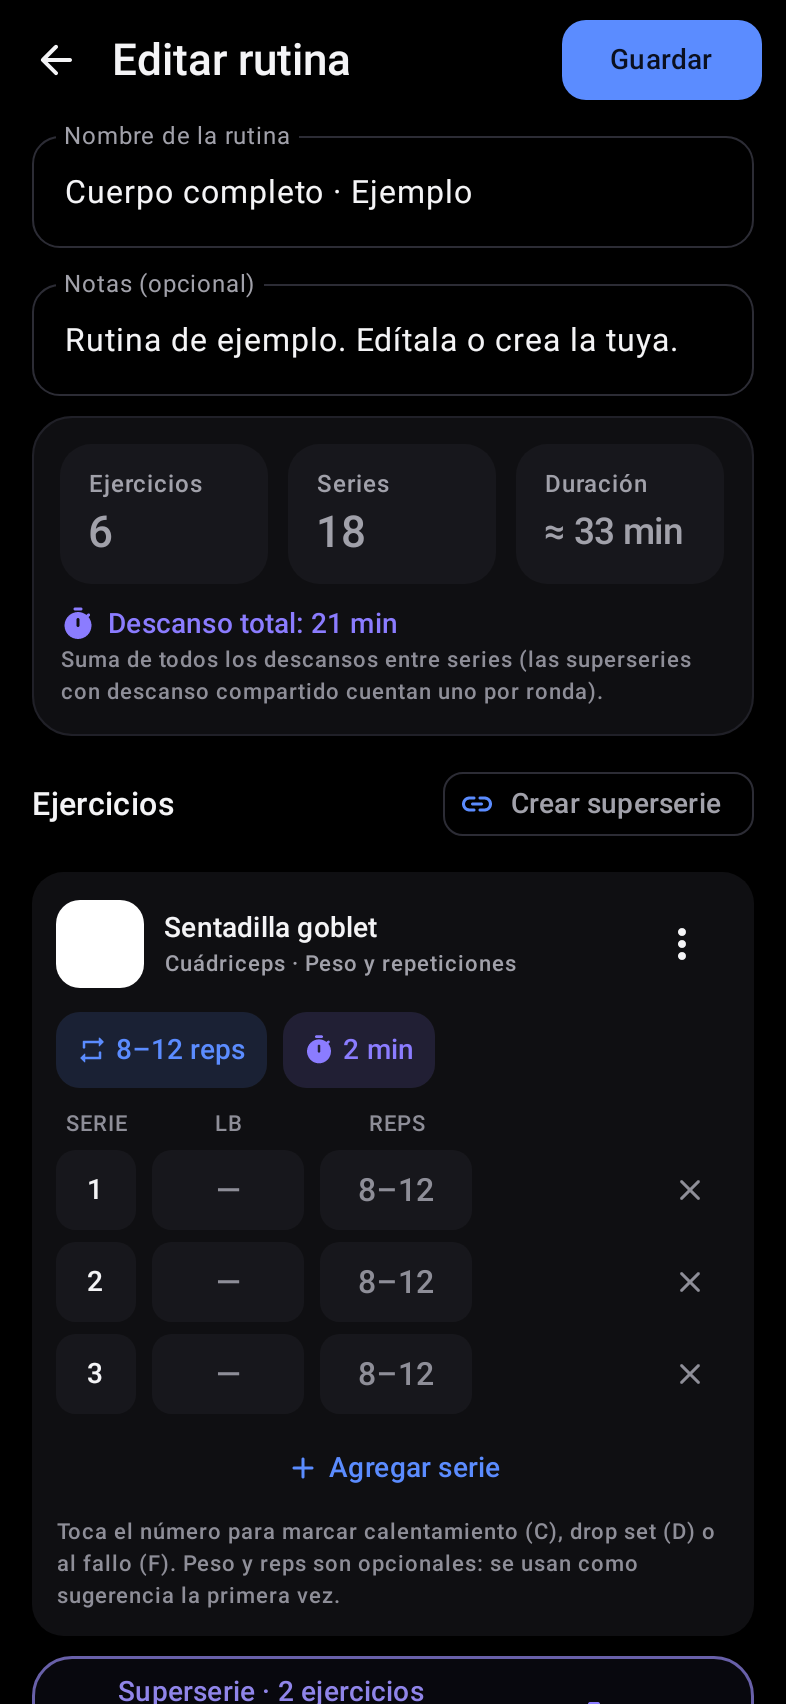 Editar rutina
Guardar
Nombre de la rutina
Cuerpo completo · Ejemplo
Notas (opcional)
Rutina de ejemplo. Edítala o crea la tuya.
Ejercicios
6
Series
18
Duración
≈ 33 min
Descanso total: 21 min
Suma de todos los descansos entre series (las superseries
con descanso compartido cuentan uno por ronda).
Ejercicios
Crear superserie
Sentadilla goblet
Cuádriceps · Peso y repeticiones
8–12 reps
2 min
SERIE LB REPS
1 — 8–12
2 — 8–12
3 — 8–12
+ Agregar serie
Toca el número para marcar calentamiento (C), drop set (D) o
al fallo (F). Peso y reps son opcionales: se usan como
sugerencia la primera vez.
Superserie · 2 ejercicios